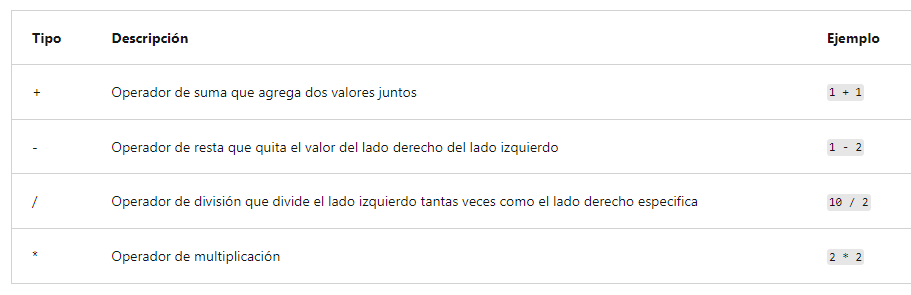 Tipo Descripción Ejemplo
+ Operador de suma que agrega dos valores juntos 1 + 1
- Operador de resta que quita el valor del lado derecho del lado izquierdo 1 - 2
/ Operador de división que divide el lado izquierdo tantas veces como el lado derecho especifica 10 / 2
* Operador de multiplicación 2 * 2